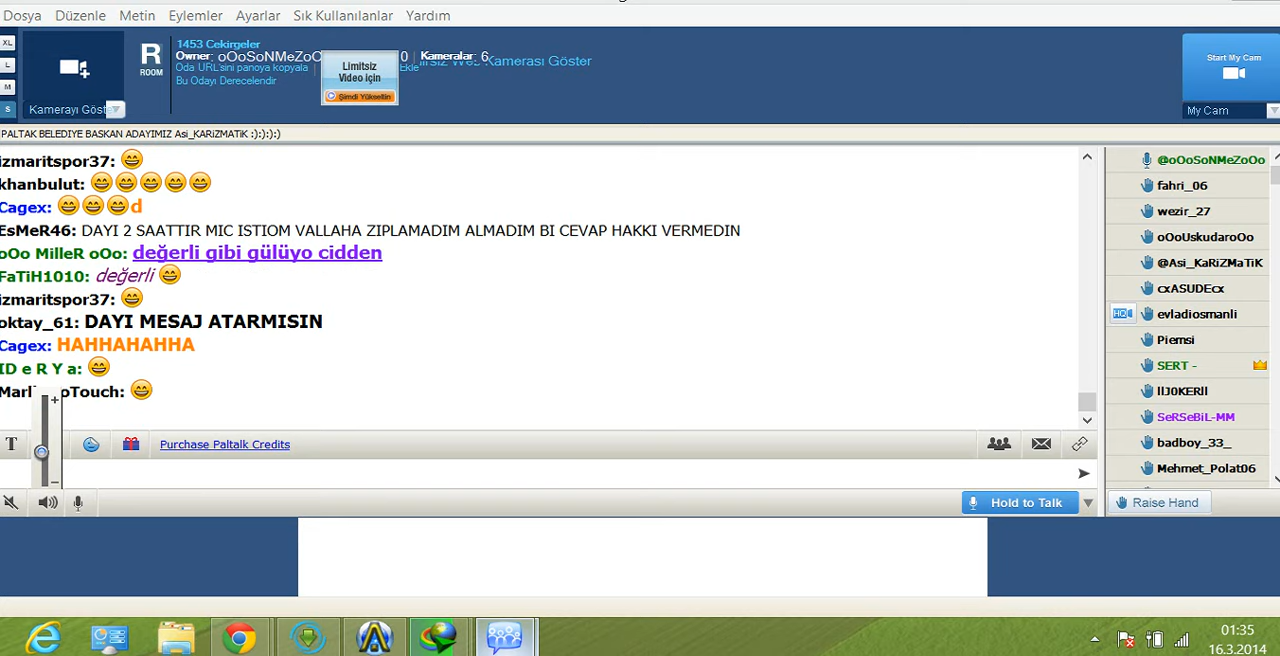 Dosya Düzenle Metin Eylemler Ayarlar Sık Kullanılanlar Yardım
XL
L
M
S
Kamerayı Göst
R
ROOM
1453 Cekirgeler
Owner: oOoSoNMeZoO 0 Kameralar: 6
Oda URL'sini panoya kopyala Ekle Web Kamerası Göster
Bu Odayı Derecelendir
Limitsiz
Video için
Şimdi Yükseltin
Start My Cam
My Cam
PALTAK BELEDIYE BASKAN ADAYIMIZ Asi_KARiZMATiK :):):):)
izmaritspor37:
khanbulut:
Cagex: d
EsMeR46: DAYI 2 SAATTIR MIC ISTIOM VALLAHA ZIPLAMADIM ALMADIM BI CEVAP HAKKI VERMEDIN
oOo MilleR oOo: değerli gibi gülüyo cidden
FaTiH1010: değerli
izmaritspor37:
oktay_61: DAYI MESAJ ATARMISIN
Cagex: HAHHAHAHHA
ID e R Y a:
oTouch:
@oOoSoNMeZoOo
fahri_06
wezir_27
oOoUskudaroOo
@Asi_KaRiZMaTiK
cxASUDEcx
HQ
evladiosmanli
Piemsi
SERT -
llJ0KERll
SeRSeBiL-MM
badboy_33_
Mehmet_Polat06
T Purchase Paltalk Credits
Hold to Talk
Raise Hand
01:35
16.3.2014